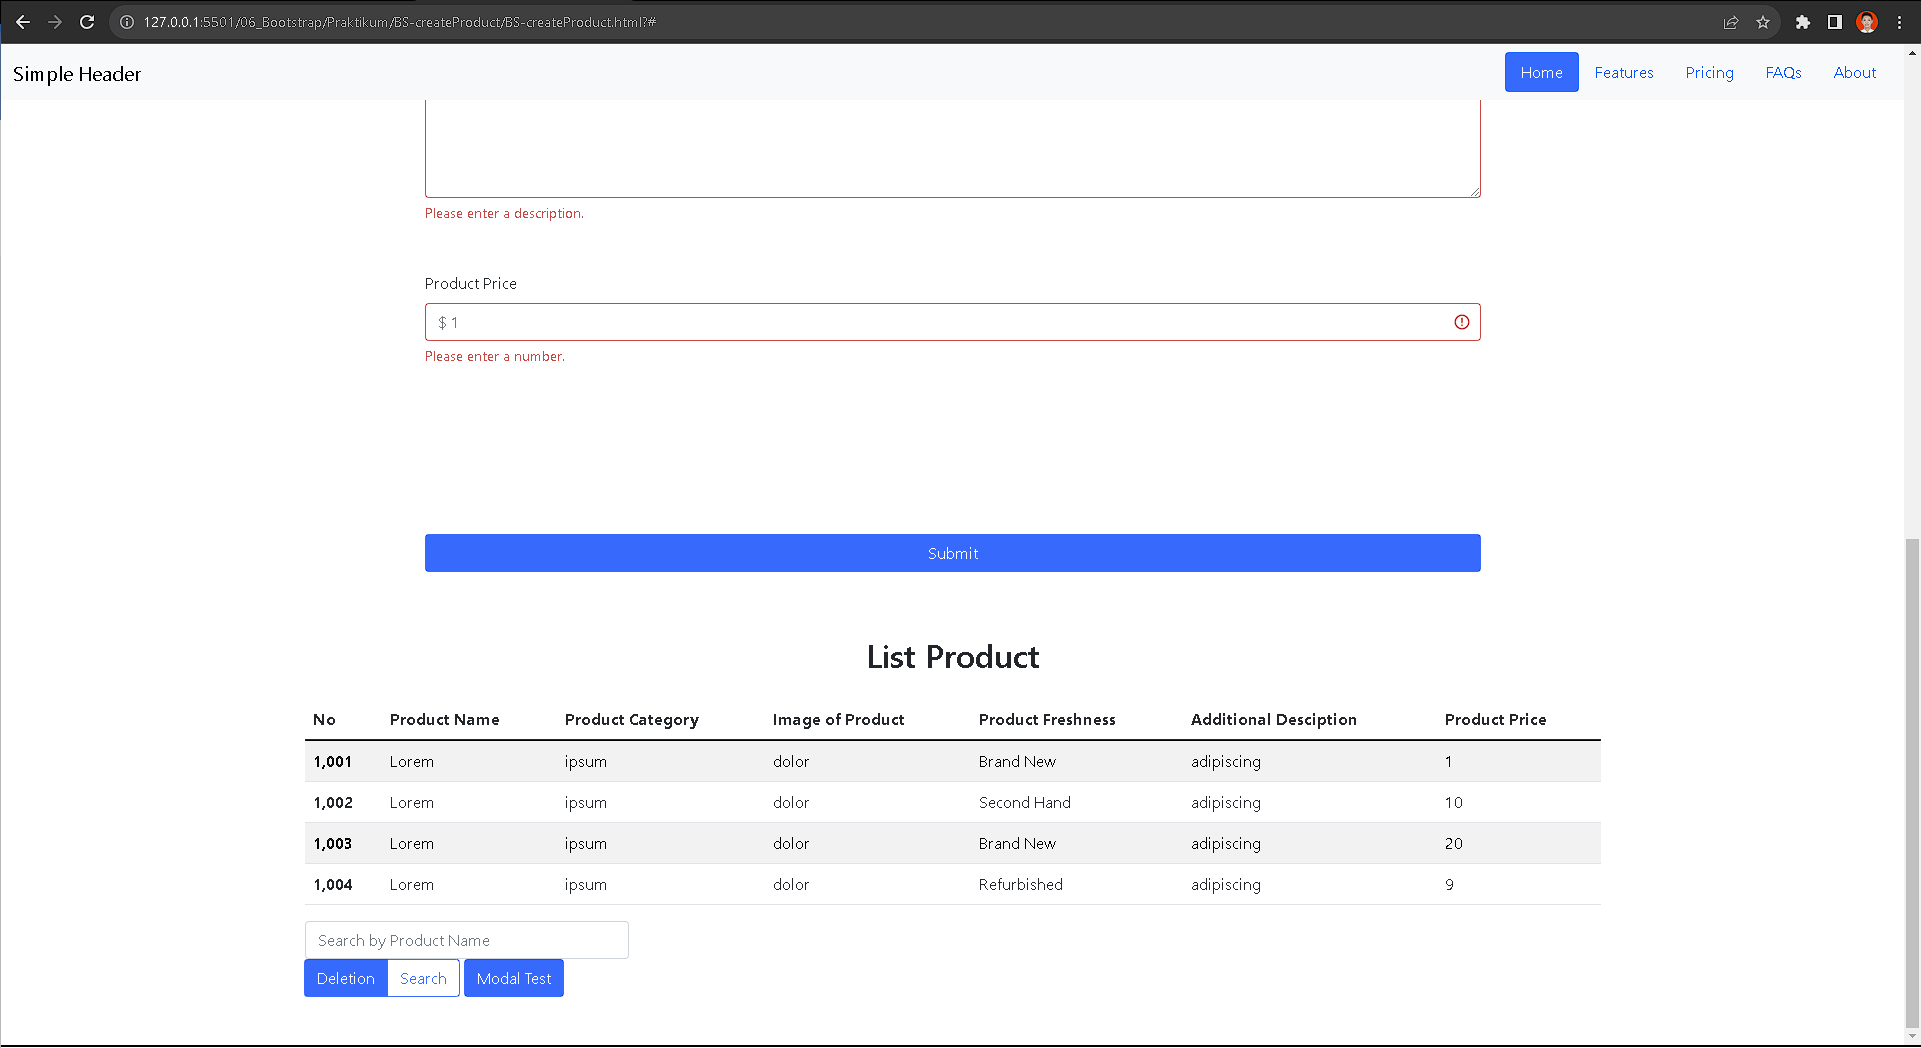 127.0.0.1:5501/06_Bootstrap/Praktikum/BS-createProduct/BS-createProduct.html?#
Simple Header
Home Features Pricing FAQs About
Please enter a description.
Product Price
$ 1
Please enter a number.
Submit
List Product
No Product Name Product Category Image of Product Product Freshness Additional Desciption Product Price
1,001 Lorem ipsum dolor Brand New adipiscing 1
1,002 Lorem ipsum dolor Second Hand adipiscing 10
1,003 Lorem ipsum dolor Brand New adipiscing 20
1,004 Lorem ipsum dolor Refurbished adipiscing 9
Search by Product Name
Deletion Search Modal Test